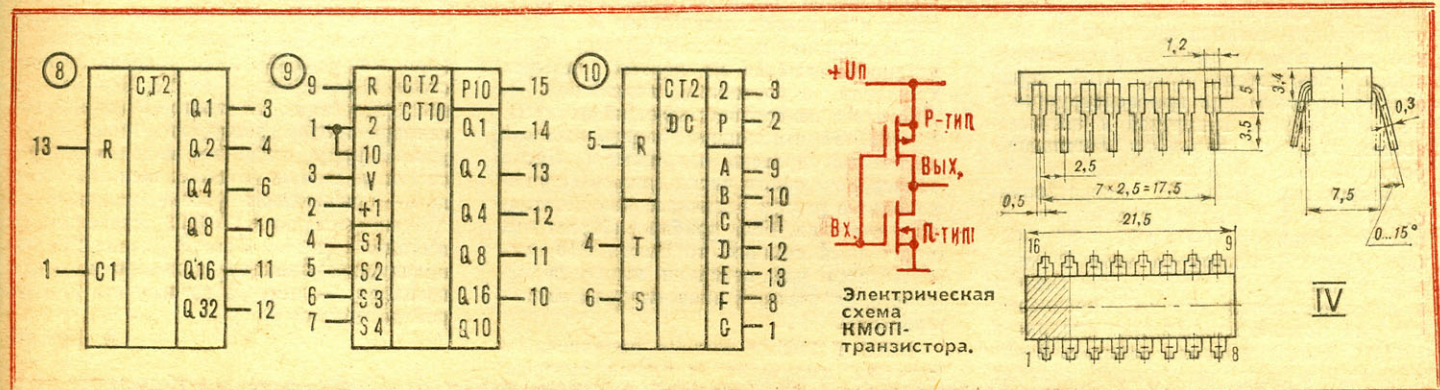 8
CT2
13
R
1
C1
Q1
3
Q2
4
Q4
6
Q8
10
Q16
11
Q32
12
9
9
R
CT2
CT10
P10
15
1
2
10
3
V
2
+1
4
S1
5
S2
6
S3
7
S4
Q1
14
Q2
13
Q4
12
Q8
11
Q16
10
Q10
10
5
R
4
T
6
S
CT2
DC
2
3
P
2
A
9
B
10
C
11
D
12
E
13
F
8
G
1
+Uп
P-тип
Вых.
Вх.
п-тип
Электрическая
схема
КМОП-
транзистора.
1,2
5
3.5
2,5
7×2,5=17,5
0,5
21,5
16
9
1
8
3,4
0,3
7,5
0...15°
IV